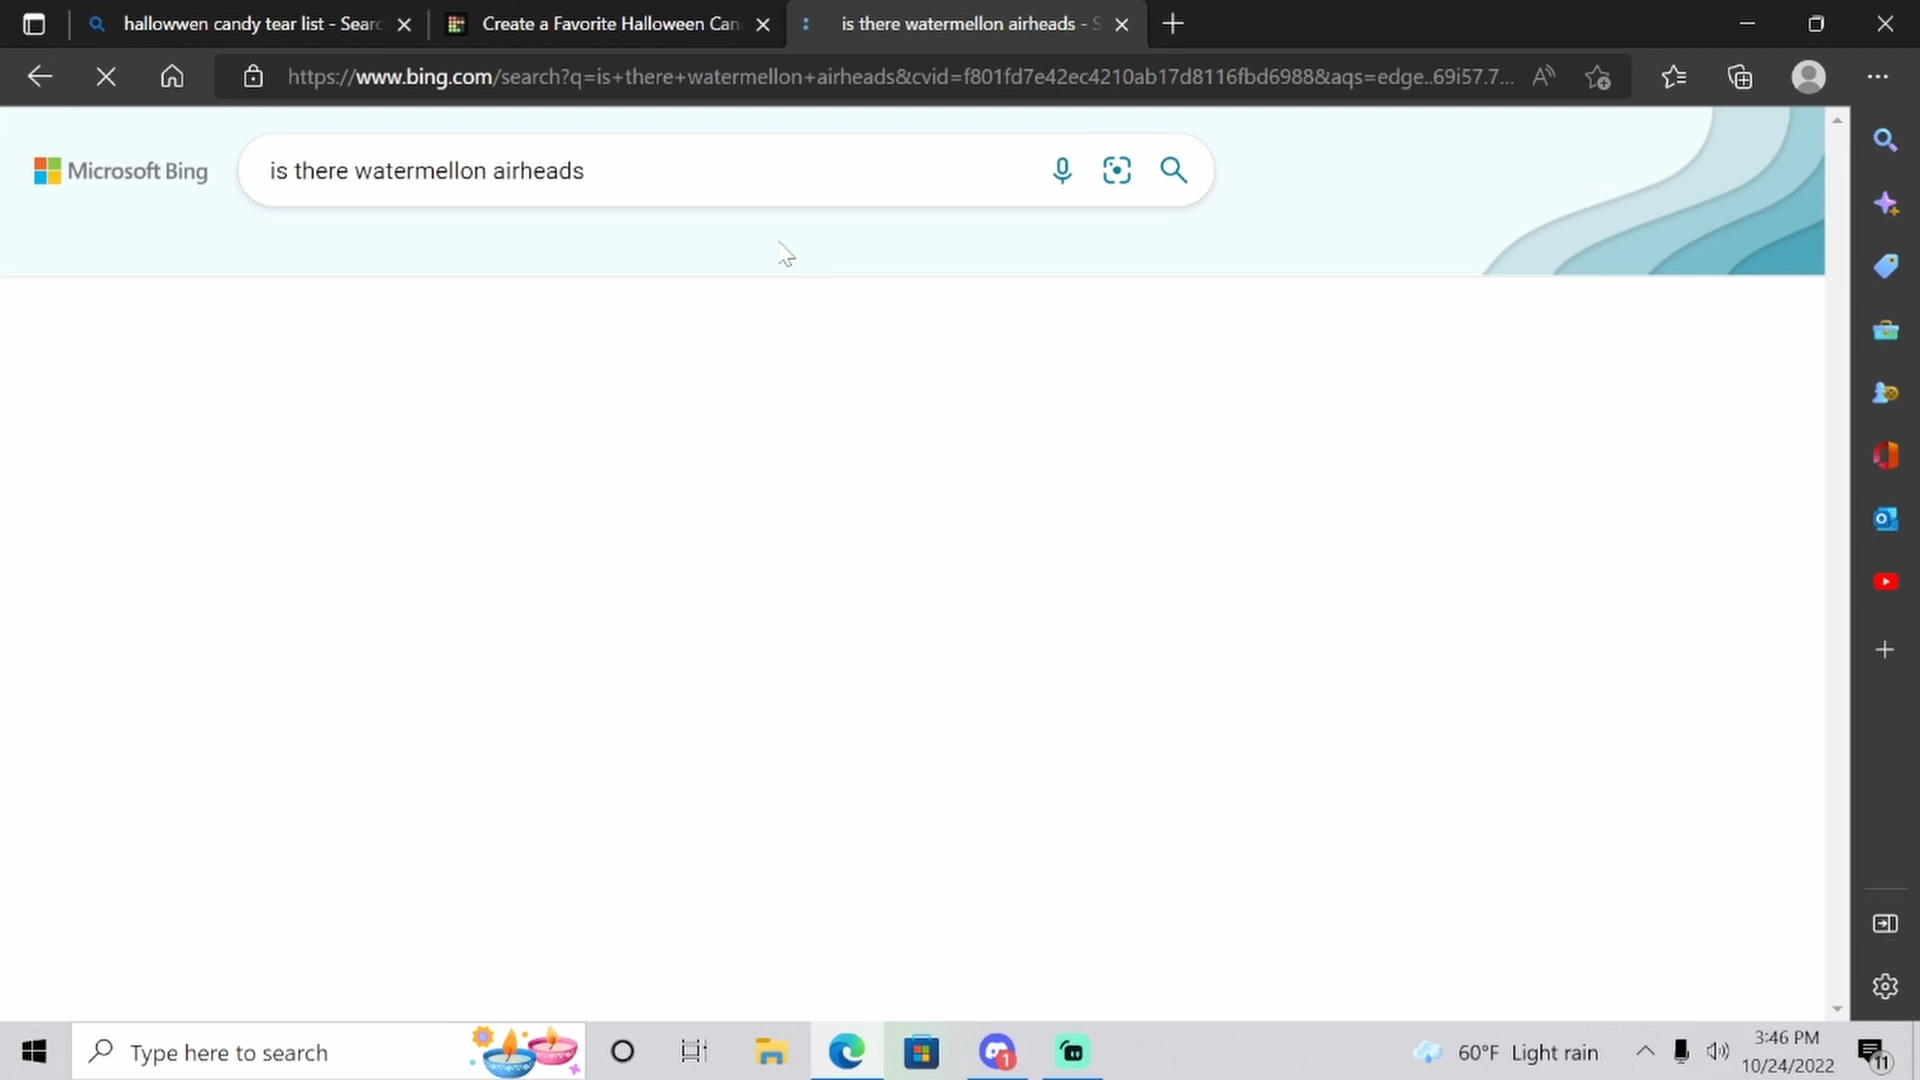 hallowwen candy tear list - Searc
Create a Favorite Halloween Can
is there watermellon airheads - S
https://www.bing.com/search?q=is+there+watermellon+airheads&cvid=f801fd7e42ec4210ab17d8116fbd6988&aqs=edge..69i57.7...
Microsoft Bing
is there watermellon airheads
Type here to search
1
60°F Light rain
3:46 PM
10/24/2022
11